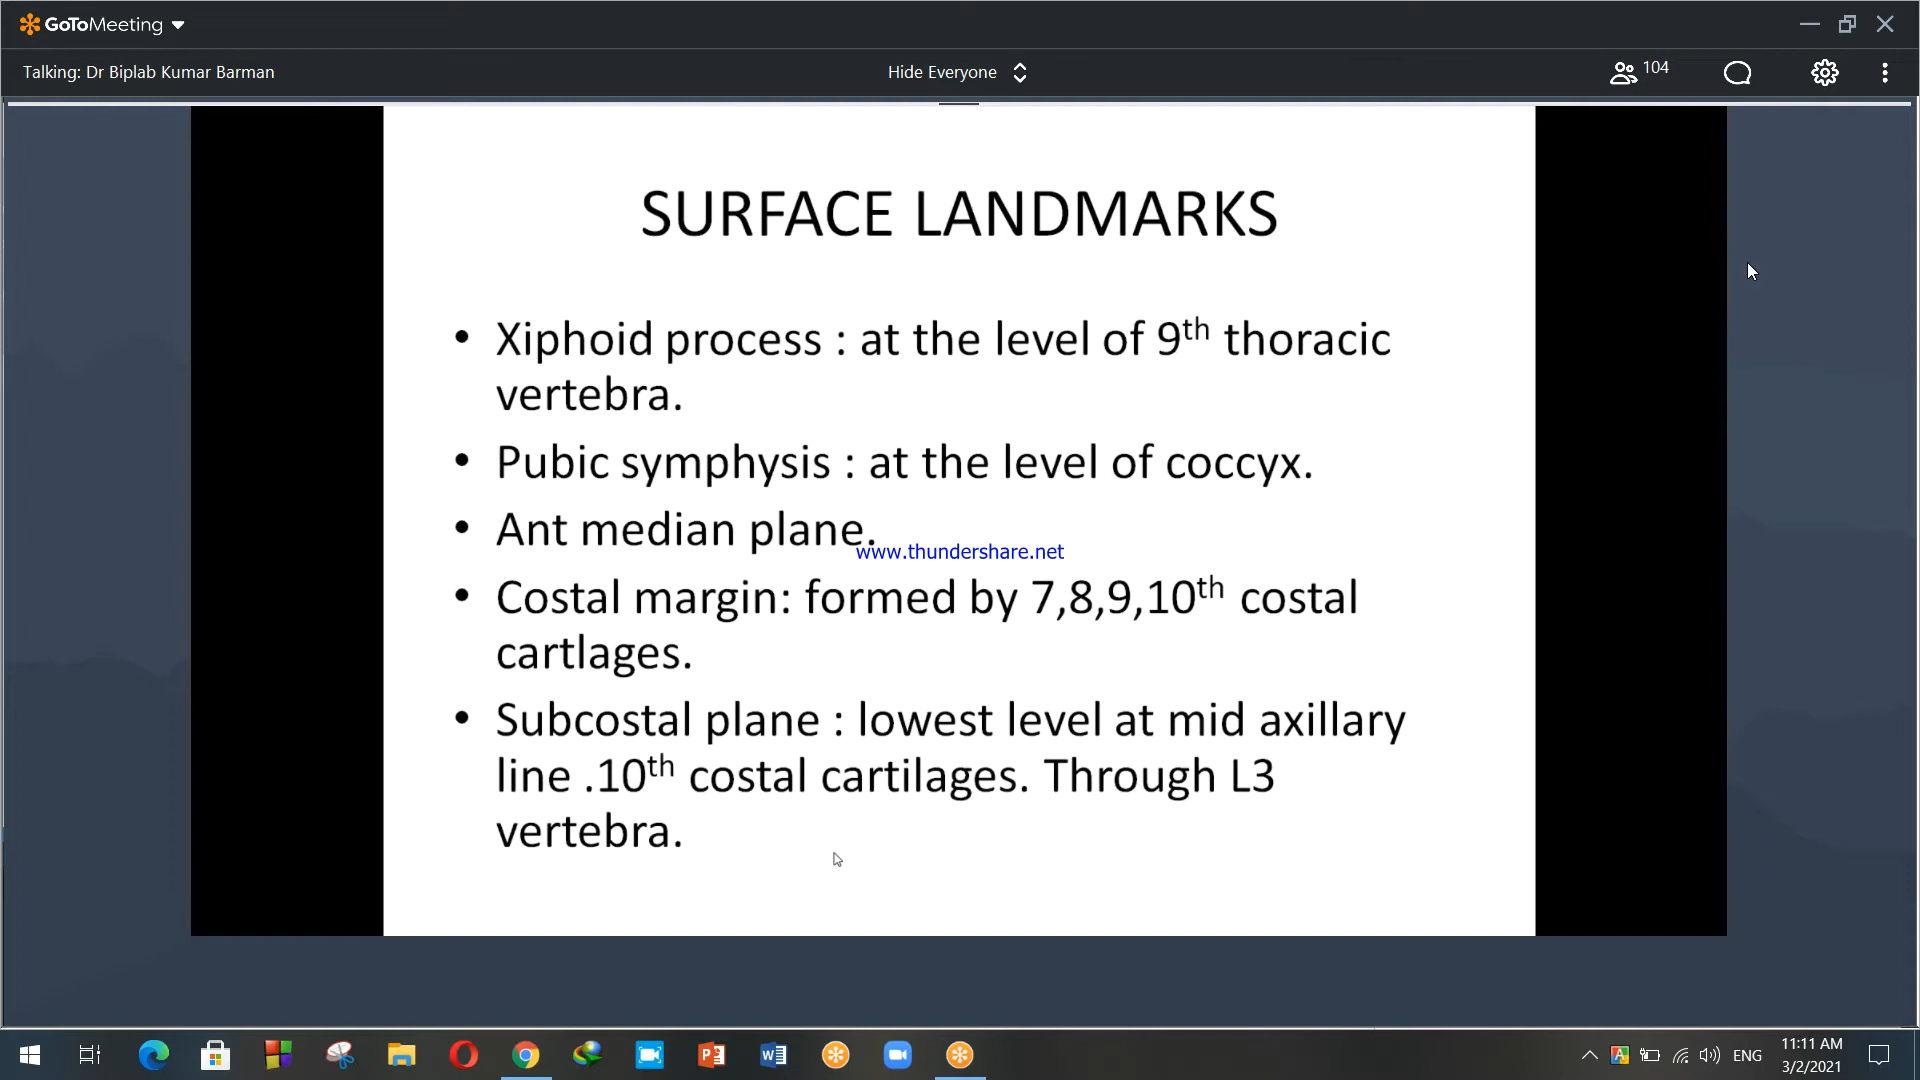 GoToMeeting
Talking: Dr Biplab Kumar Barman
Hide Everyone
104
SURFACE LANDMARKS
• Xiphoid process : at the level of 9th thoracic
vertebra.
• Pubic symphysis : at the level of coccyx.
• Ant median plane.
www.thundershare.net
• Costal margin: formed by 7,8,9,10th costal
cartlages.
• Subcostal plane : lowest level at mid axillary
line .10th costal cartilages. Through L3
vertebra.
ENG
11:11 AM
3/2/2021